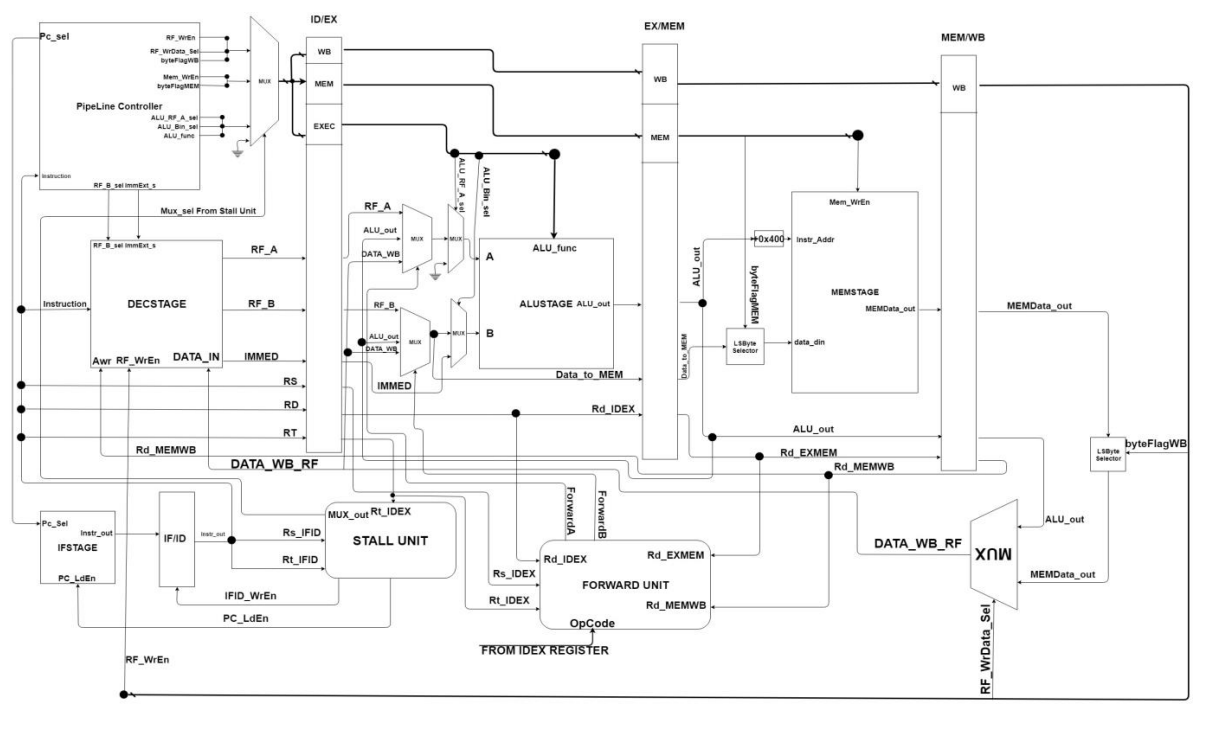 ID/EX
EX/MEM
MEM/WB
Pc_sel
RF_WrEn
RF_WrData_Sel
byteFlagWB
Mem_WrEn
byteFlagMEM
PipeLine Controller
ALU_RF_A_sel
ALU_Bin_sel
ALU_func
MUX
WB
MEM
EXEC
WB
MEM
WB
Instruction
RF_B_sel ImmExt_s
Mux_sel From Stall Unit
ALU_RF_A_sel
ALU_Bin_sel
RF_B_sel ImmExt_s
DECSTAGE
Instruction
Awr RF_WrEn
DATA_IN
RF_A
RF_B
IMMED
RS
RD
RT
RF_A
ALU_out
DATA_WB
MUX
MUX
RF_B
ALU_out
DATA_WB
MUX
MUX
IMMED
ALU_func
A
ALUSTAGE
ALU_out
B
Data_to_MEM
Rd_IDEX
ALU_out
Data_to_MEM
+0x400
byteFlagMEM
LSByte
Selector
Mem_WrEn
Instr_Addr
MEMSTAGE
MEMData_out
data_din
MEMData_out
ALU_out
Rd_EXMEM
Rd_MEMWB
LSByte
Selector
byteFlagWB
Rd_MEMWB
DATA_WB_RF
Pc_Sel
Instr_out
IFSTAGE
PC_LdEn
IF/ID
Instr_out
MUX_out
Rt_IDEX
STALL UNIT
Rs_IFID
Rt_IFID
IFID_WrEn
PC_LdEn
ForwardA
ForwardB
Rd_IDEX
Rs_IDEX
Rt_IDEX
Rd_EXMEM
FORWARD UNIT
Rd_MEMWB
OpCode
FROM IDEX REGISTER
DATA_WB_RF
MUX
ALU_out
MEMData_out
RF_WrData_Sel
RF_WrEn